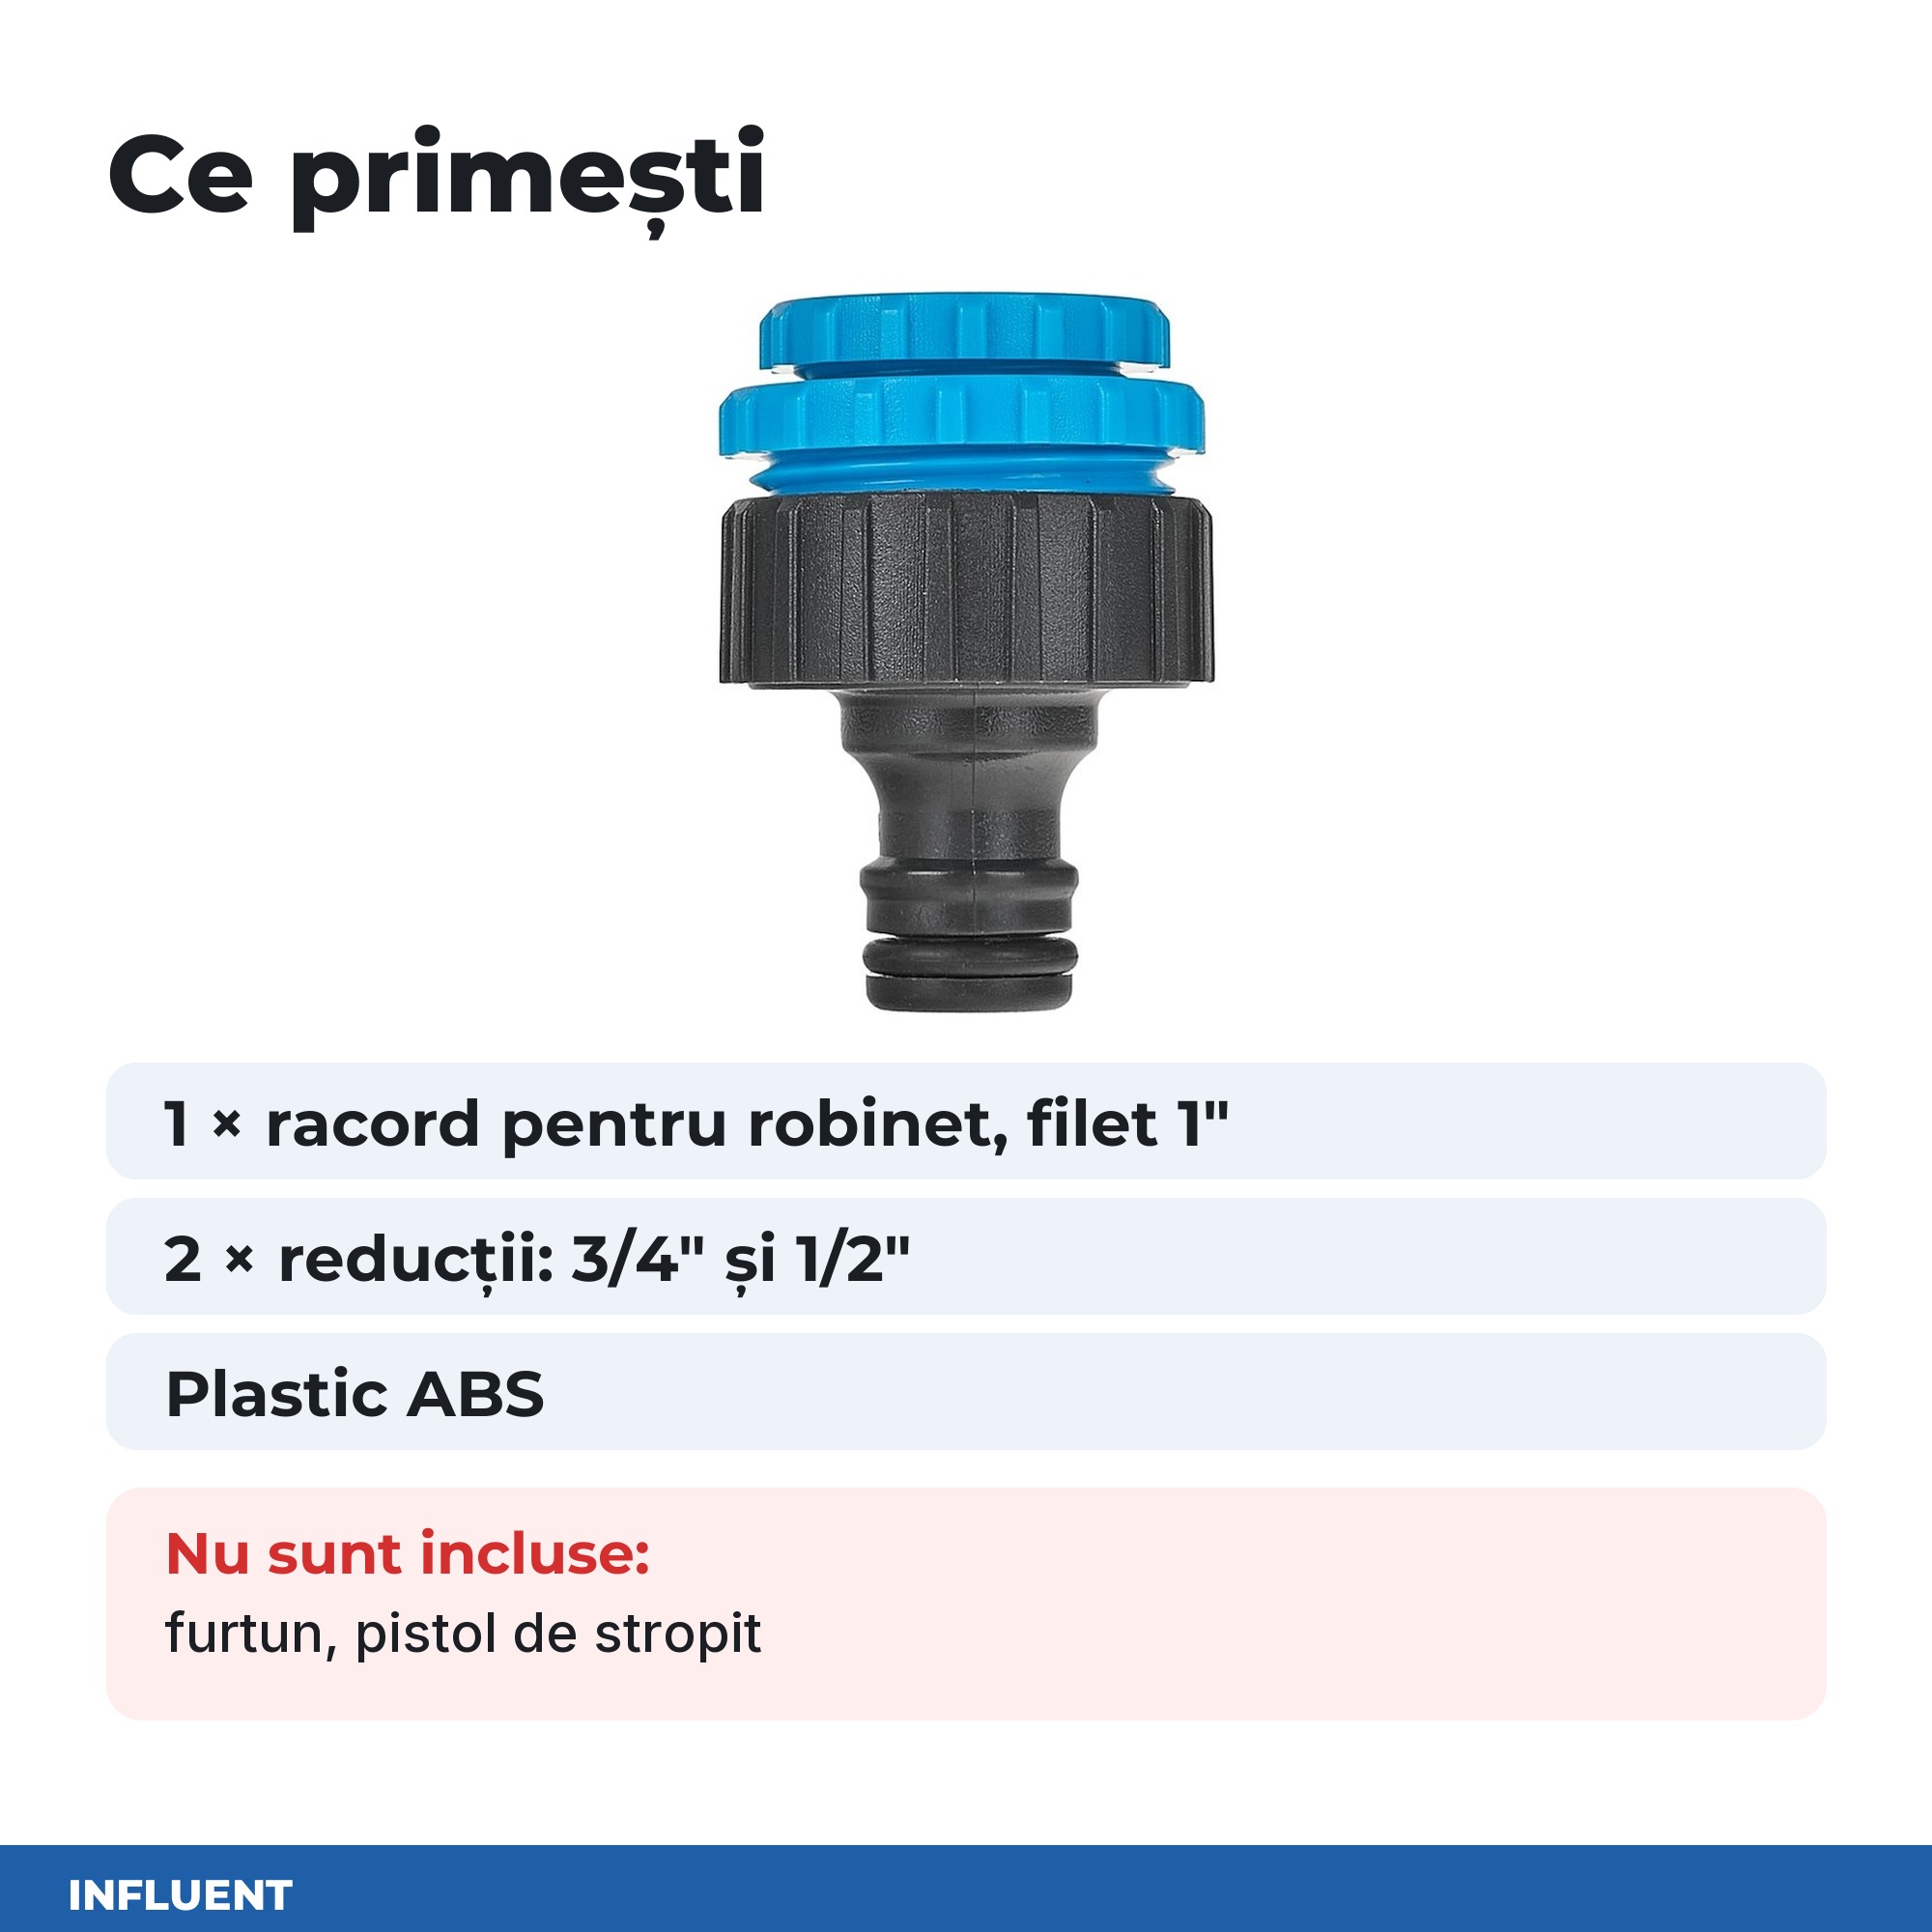 Ce primești
1 × racord pentru robinet, filet 1"
2 × reducții: 3/4" și 1/2"
Plastic ABS
Nu sunt incluse:
furtun, pistol de stropit
INFLUENT